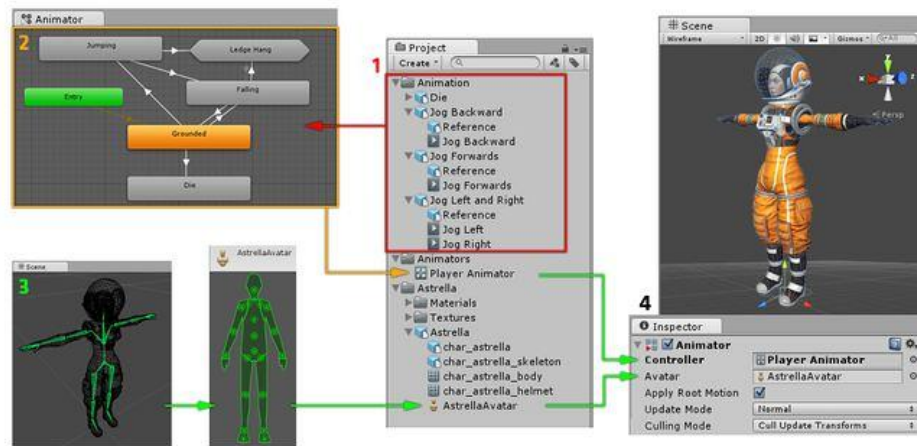 Animator
2
Jumping
Ledge Hang
Falling
Entry
Grounded
Die
3
Scene
AstrellaAvatar
Project
Create
1
Animation
Die
Jog Backward
Reference
Jog Backward
Jog Forwards
Reference
Jog Forwards
Jog Left and Right
Reference
Jog Left
Jog Right
Animators
Player Animator
Astrella
Materials
Textures
Astrella
char_astrella
char_astrella_skeleton
char_astrella_body
char_astrella_helmet
AstrellaAvatar
Scene
Wireframe 2D Gizmos All
y
x
z
Persp
4
Inspector
Animator
Controller Player Animator
Avatar AstrellaAvatar
Apply Root Motion
Update Mode Normal
Culling Mode Cull Update Transforms